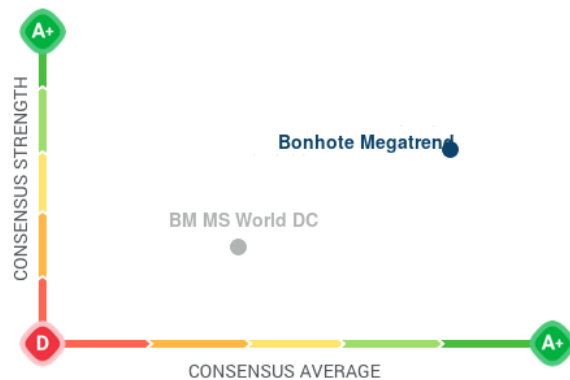 A+
CONSENSUS STRENGTH
Bonhote Megatrend
BM MS World DC
D
A+
CONSENSUS AVERAGE